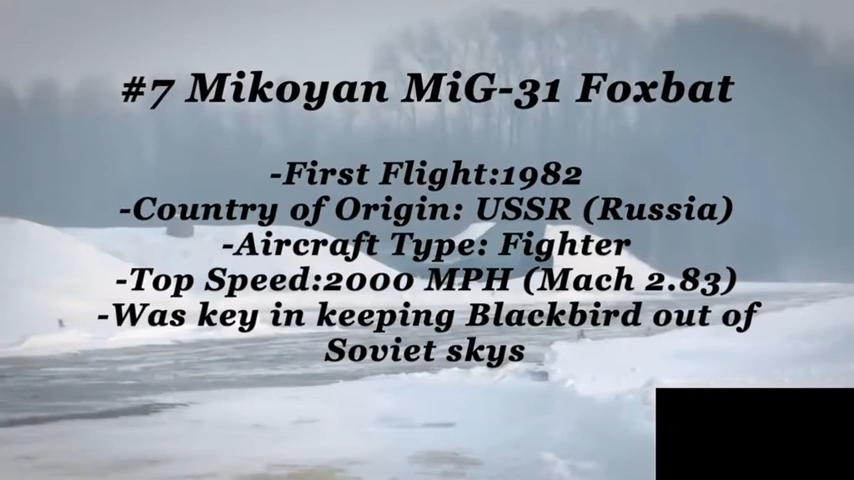 #7 Mikoyan MiG-31 Foxbat
-First Flight:1982
-Country of Origin: USSR (Russia)
-Aircraft Type: Fighter
-Top Speed:2000 MPH (Mach 2.83)
-Was key in keeping Blackbird out of
Soviet skys